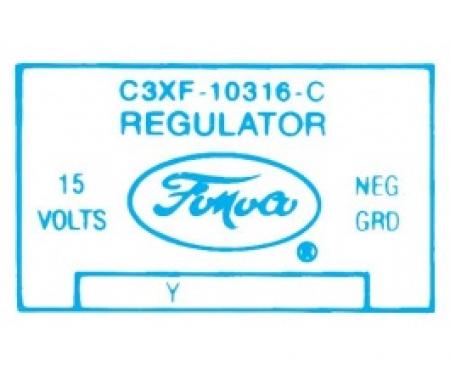 C3XF-10316-C
REGULATOR
15 VOLTS
FoMoCo
NEG GRD
®
Y